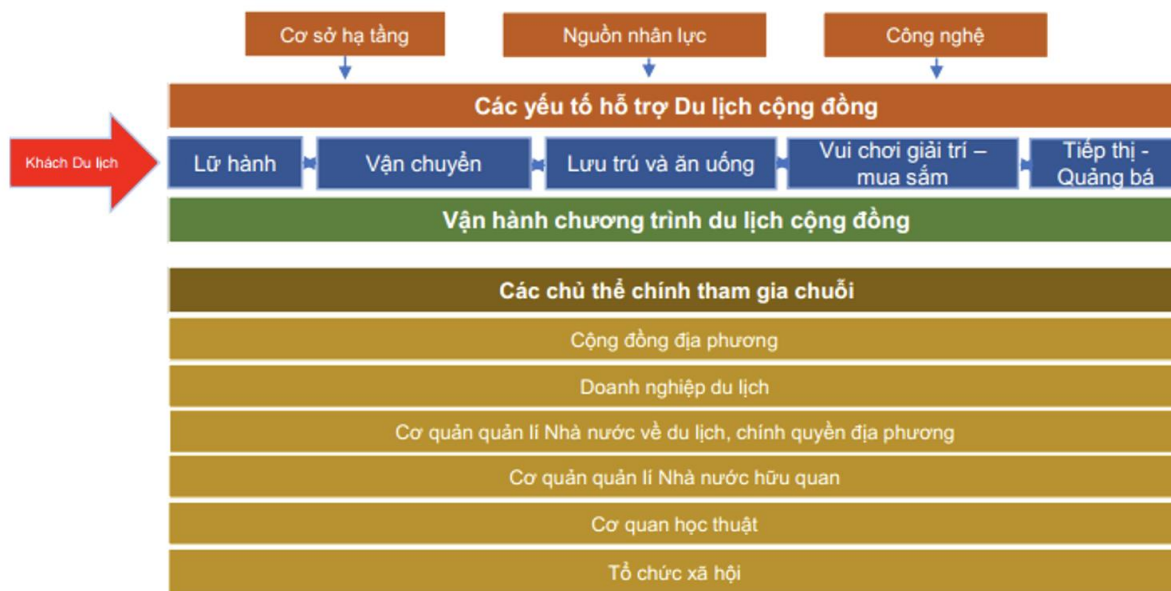 Cơ sở hạ tầng
Nguồn nhân lực
Công nghệ
Các yếu tố hỗ trợ Du lịch cộng đồng
Khách Du lịch
Lữ hành
Vận chuyển
Lưu trú và ăn uống
Vui chơi giải trí –
mua sắm
Tiếp thị -
Quảng bá
Vận hành chương trình du lịch cộng đồng
Các chủ thể chính tham gia chuỗi
Cộng đồng địa phương
Doanh nghiệp du lịch
Cơ quản quản lí Nhà nước về du lịch, chính quyền địa phương
Cơ quản quản lí Nhà nước hữu quan
Cơ quan học thuật
Tổ chức xã hội